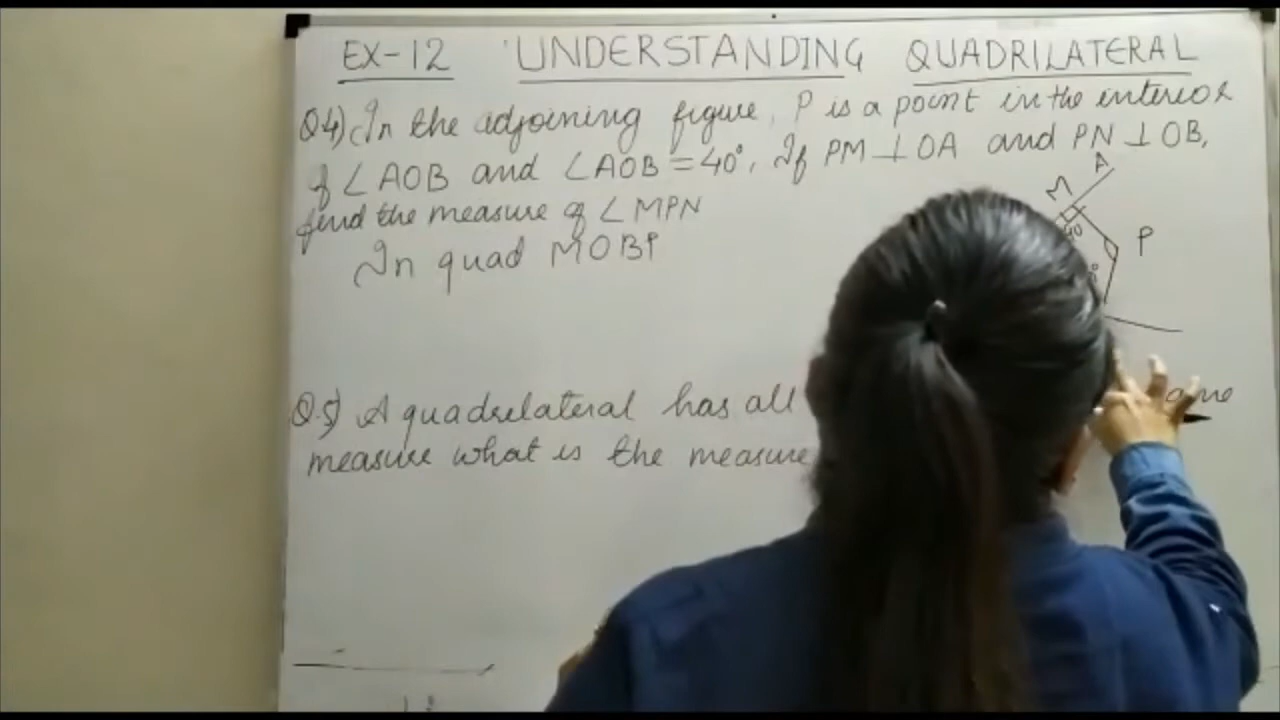 EX-12 'UNDERSTANDING QUADRILATERAL
Q4) In the adjoining figure, P is a point in the interior
of ∠AOB and ∠AOB = 40°, If PM ⊥ OA and PN ⊥ OB,
find the measure of ∠MPN
In quad MOBP
A
M
P
Q.5) A quadrilateral has all
measure what is the measure